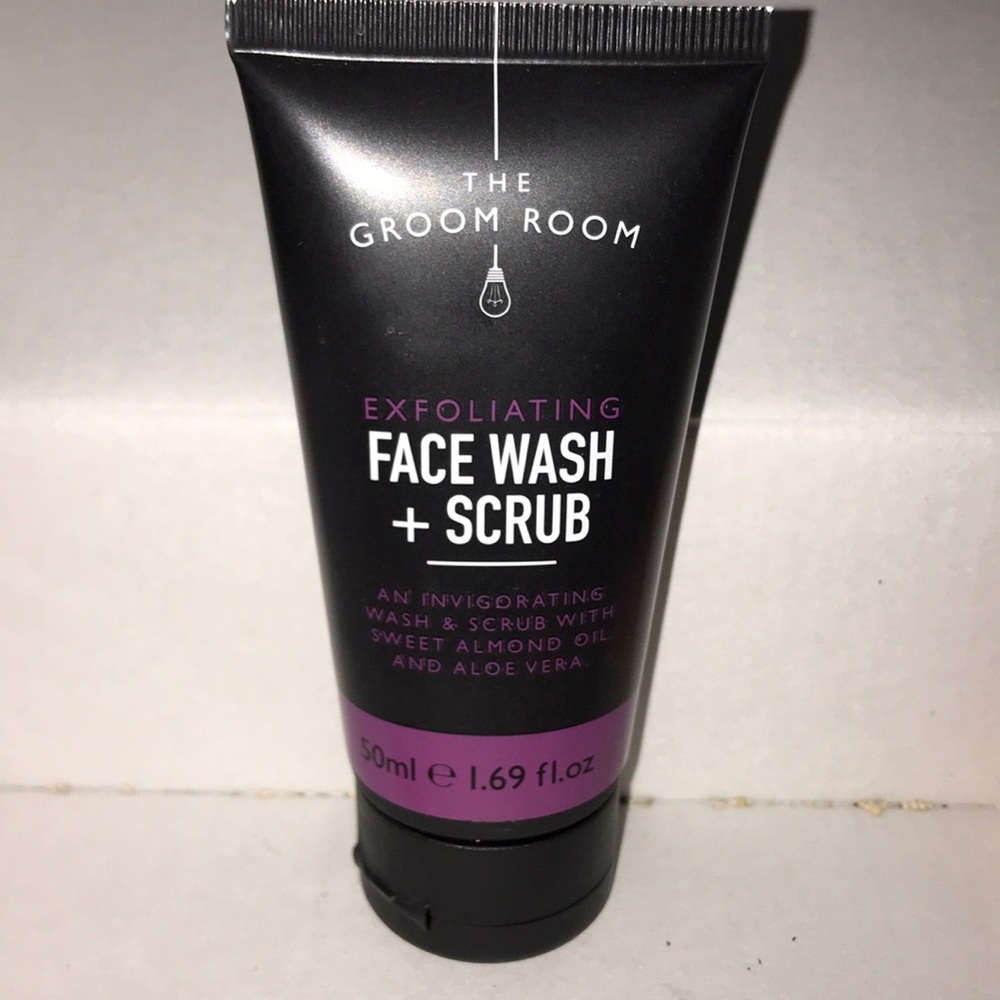 THE
GROOM ROOM
EXFOLIATING
FACE WASH
+ SCRUB
AN INVIGORATING
WASH & SCRUB WITH
SWEET ALMOND OIL
AND ALOE VERA.
50ml ℮ 1.69 fl.oz